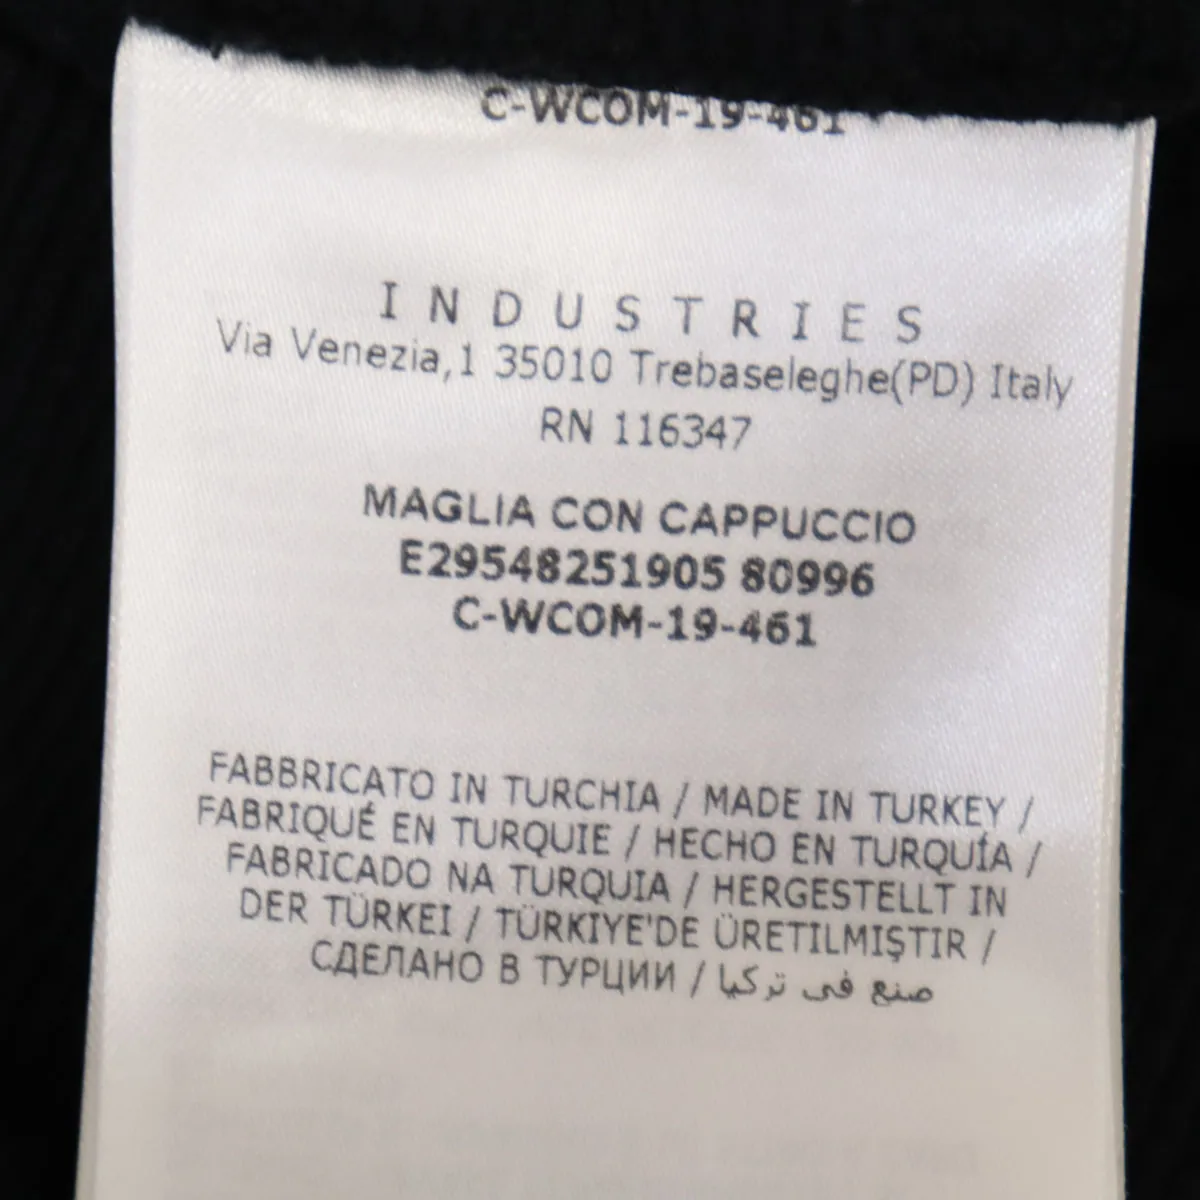 C-WCOM-19-461
INDUSTRIES
Via Venezia,1 35010 Trebaseleghe(PD) Italy
RN 116347
MAGLIA CON CAPPUCCIO
E29548251905 80996
C-WCOM-19-461
FABBRICATO IN TURCHIA / MADE IN TURKEY /
FABRIQUÉ EN TURQUIE / HECHO EN TURQUÍA /
FABRICADO NA TURQUIA / HERGESTELLT IN
DER TÜRKEI / TÜRKIYE'DE ÜRETILMIŞTIR /
СДЕЛАНО В ТУРЦИИ / صنع في تركيا